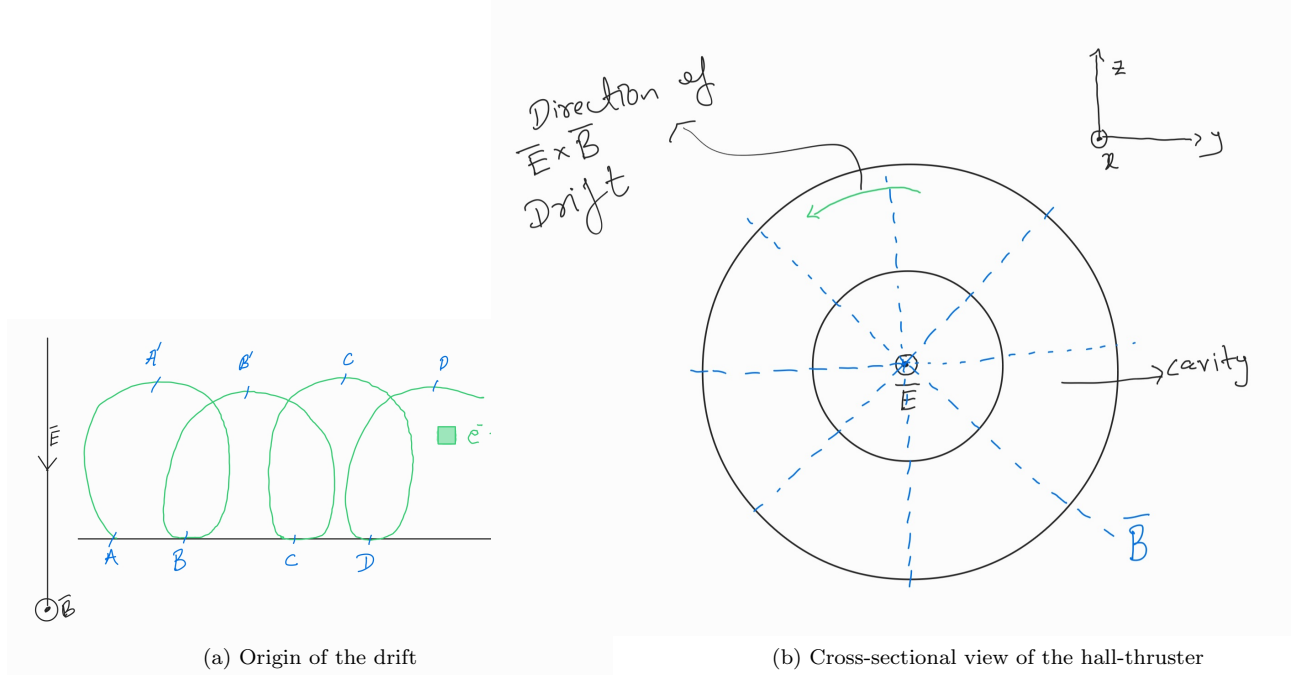 Direction of
E̅ x B̅
Drift
z
y
x
cavity
E̅
B̅
A' B' C D
E̅
e⁻
A B C D
B̅
(a) Origin of the drift
(b) Cross-sectional view of the hall-thruster